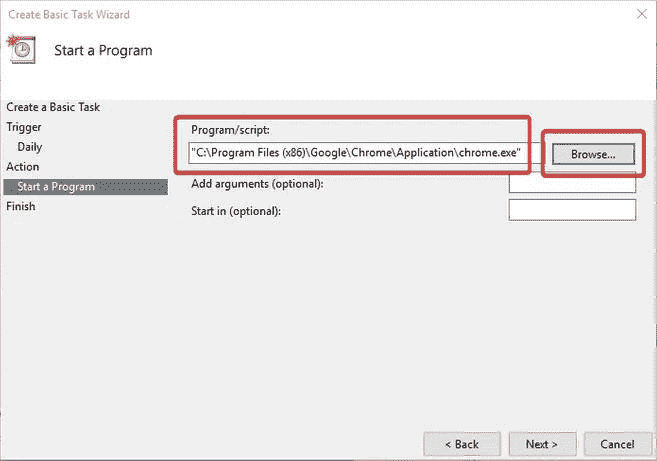 Create Basic Task Wizard
Start a Program
Create a Basic Task
Trigger
Daily
Action
Start a Program
Finish
Program/script:
"C:\Program Files (x86)\Google\Chrome\Application\chrome.exe"
Browse...
Add arguments (optional):
Start in (optional):
< Back
Next >
Cancel